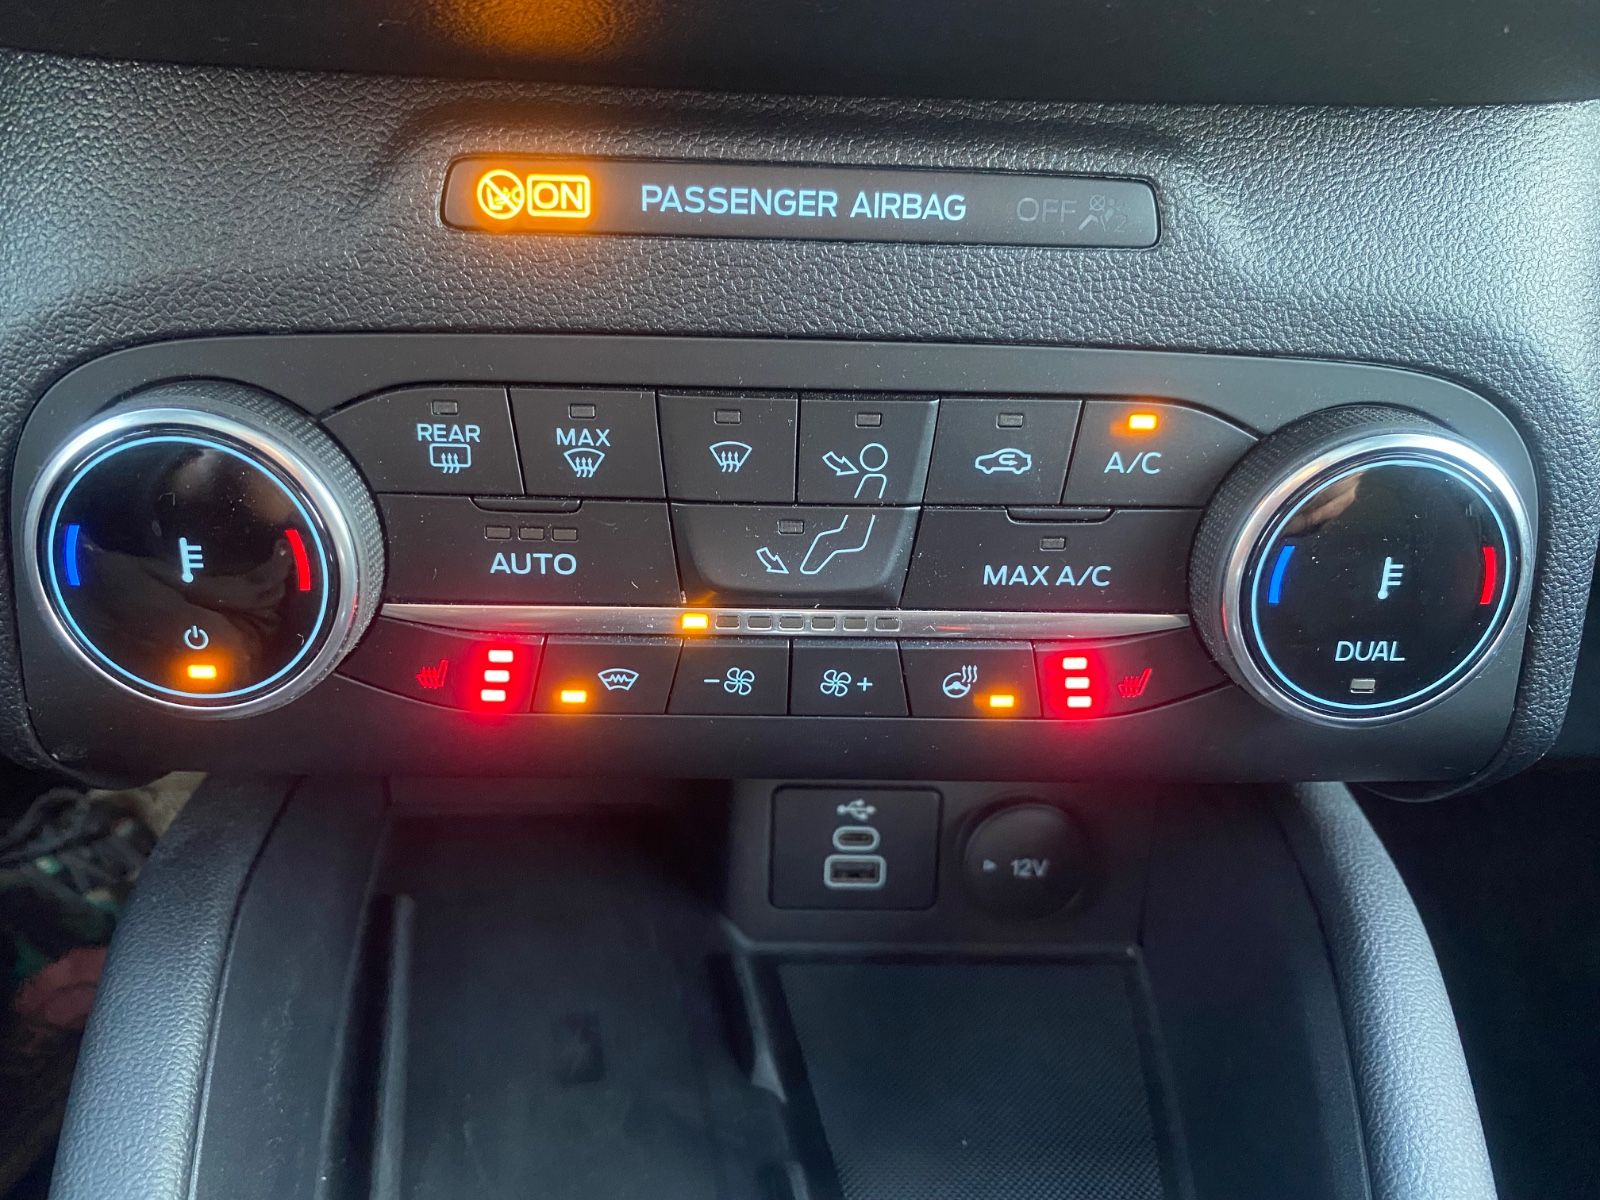 ON PASSENGER AIRBAG OFF
REAR
MAX
A/C
AUTO
MAX A/C
DUAL
- +
12V